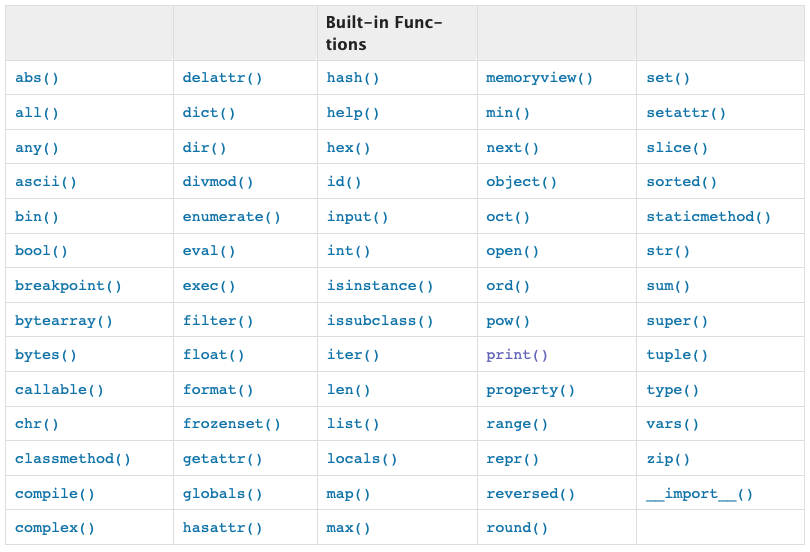 Built-in Func-
tions
abs() delattr() hash() memoryview() set()
all() dict() help() min() setattr()
any() dir() hex() next() slice()
ascii() divmod() id() object() sorted()
bin() enumerate() input() oct() staticmethod()
bool() eval() int() open() str()
breakpoint() exec() isinstance() ord() sum()
bytearray() filter() issubclass() pow() super()
bytes() float() iter() print() tuple()
callable() format() len() property() type()
chr() frozenset() list() range() vars()
classmethod() getattr() locals() repr() zip()
compile() globals() map() reversed() __import__()
complex() hasattr() max() round()